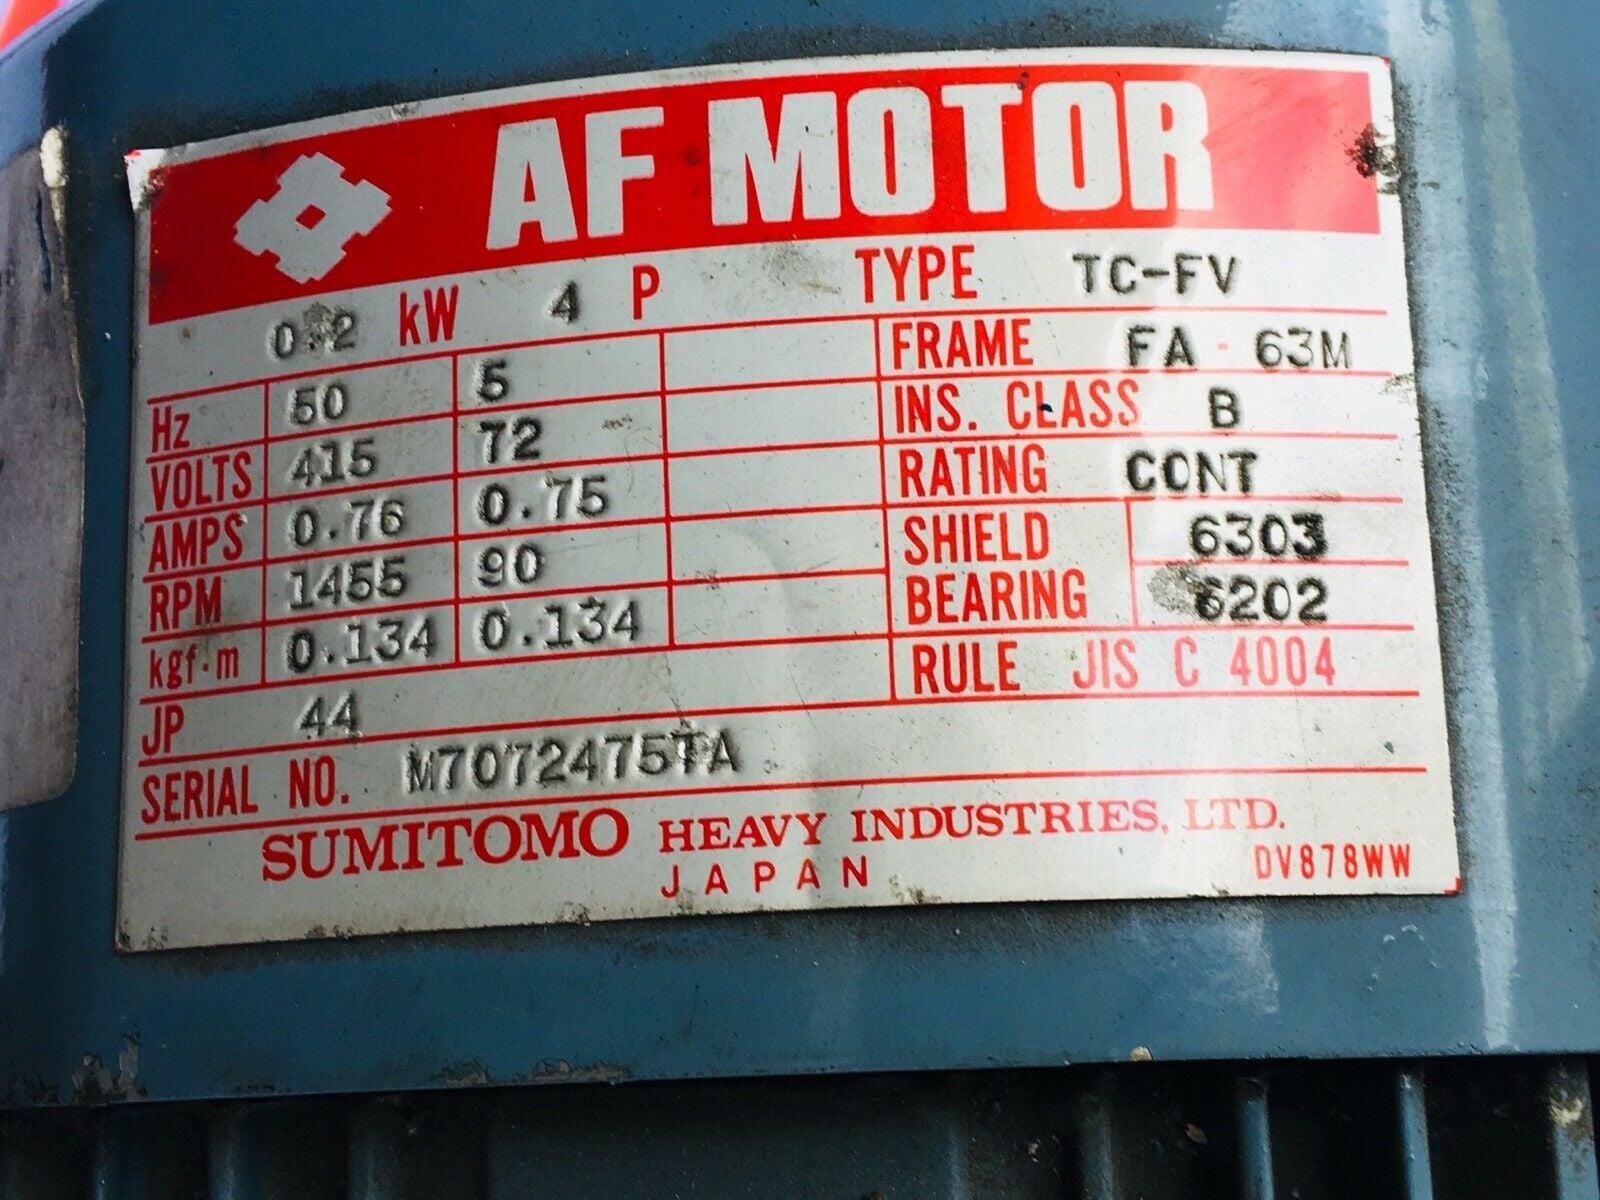 AF MOTOR
0.2 kW 4 P TYPE TC-FV
Hz 50 5 FRAME FA - 63M
VOLTS 415 72 INS. CLASS B
AMPS 0.76 0.75 RATING CONT
RPM 1455 90 SHIELD 6303
kgf·m 0.134 0.134 BEARING 6202
JP 44 RULE JIS C 4004
SERIAL NO. M7072475TA
SUMITOMO HEAVY INDUSTRIES, LTD.
JAPAN DV878WW